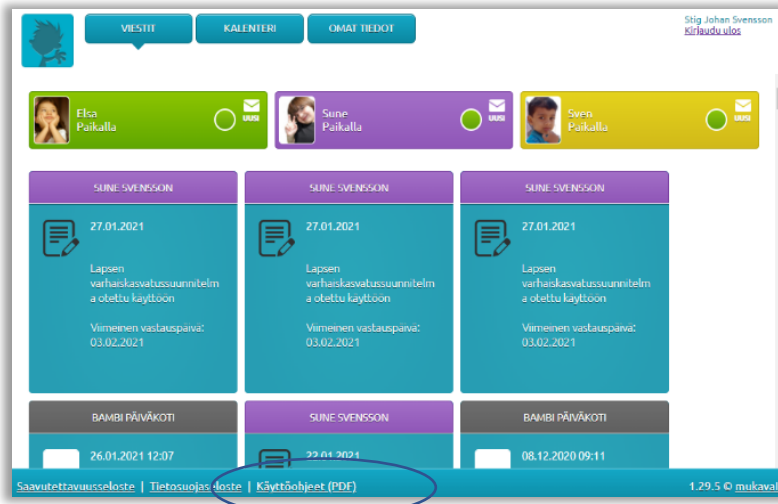 VIESTIT
KALENTERI
OMAT TIEDOT
Stig Johan Svensson
Kirjaudu ulos
Elsa
Paikalla
UUSI
Sune
Paikalla
UUSI
Sven
Paikalla
UUSI
SUNE SVENSSON
27.01.2021
Lapsen
varhaiskasvatussuunnitelm
a otettu käyttöön
Viimeinen vastauspäivä:
03.02.2021
SUNE SVENSSON
27.01.2021
Lapsen
varhaiskasvatussuunnitelm
a otettu käyttöön
Viimeinen vastauspäivä:
03.02.2021
SUNE SVENSSON
27.01.2021
Lapsen
varhaiskasvatussuunnitelm
a otettu käyttöön
Viimeinen vastauspäivä:
03.02.2021
BAMBI PÄIVÄKOTI
26.01.2021 12:07
SUNE SVENSSON
22.01.2021
BAMBI PÄIVÄKOTI
08.12.2020 09:11
Saavutettavuusseloste | Tietosuojaseloste | Käyttöohjeet (PDF)
1.29.5 © mukaval